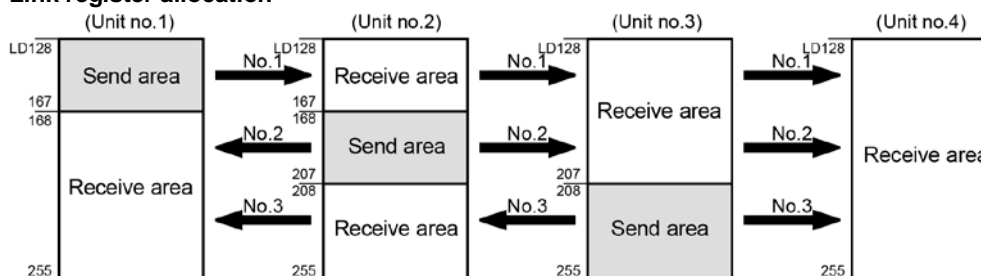 Link register allocation
(Unit no.1) (Unit no.2) (Unit no.3) (Unit no.4)
LD128 LD128 LD128 LD128
Send area No.1 Receive area No.1 No.1
167 167
168 168 Receive area
No.2 Send area No.2 No.2 Receive area
Receive area 207 207
208 208
No.3 Receive area No.3 Send area No.3
255 255 255 255